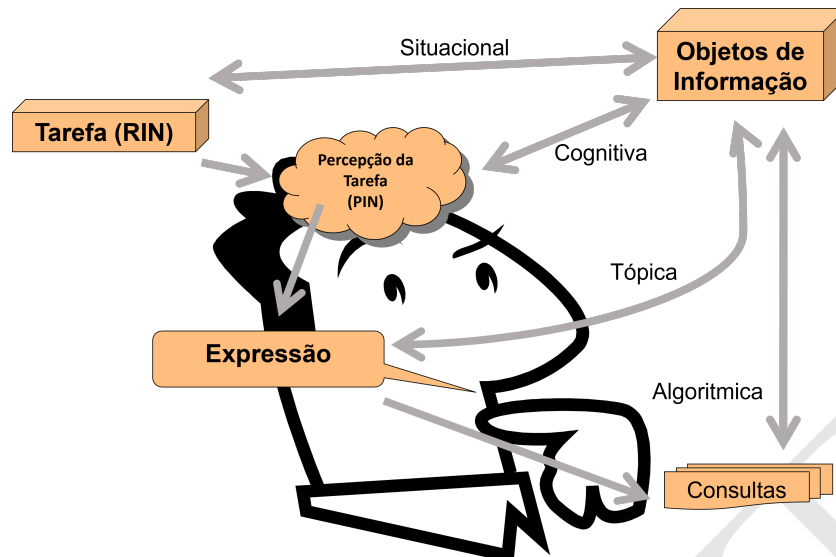 Situacional
Objetos de
Informação
Tarefa (RIN)
Percepção da
Tarefa
(PIN)
Cognitiva
Tópica
Expressão
Algoritmica
Consultas